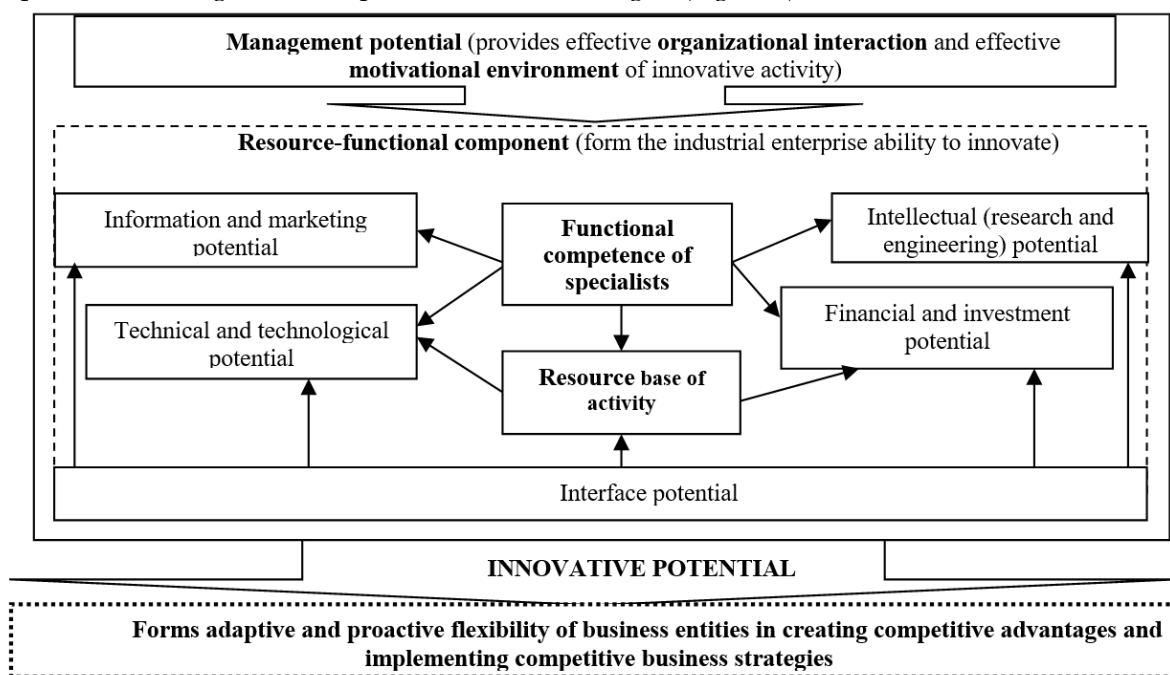 Management potential (provides effective organizational interaction and effective
motivational environment of innovative activity)
Resource-functional component (form the industrial enterprise ability to innovate)
Information and marketing
potential
Functional
competence of
specialists
Intellectual (research and
engineering) potential
Technical and technological
potential
Financial and investment
potential
Resource base of
activity
Interface potential
INNOVATIVE POTENTIAL
Forms adaptive and proactive flexibility of business entities in creating competitive advantages and
implementing competitive business strategies